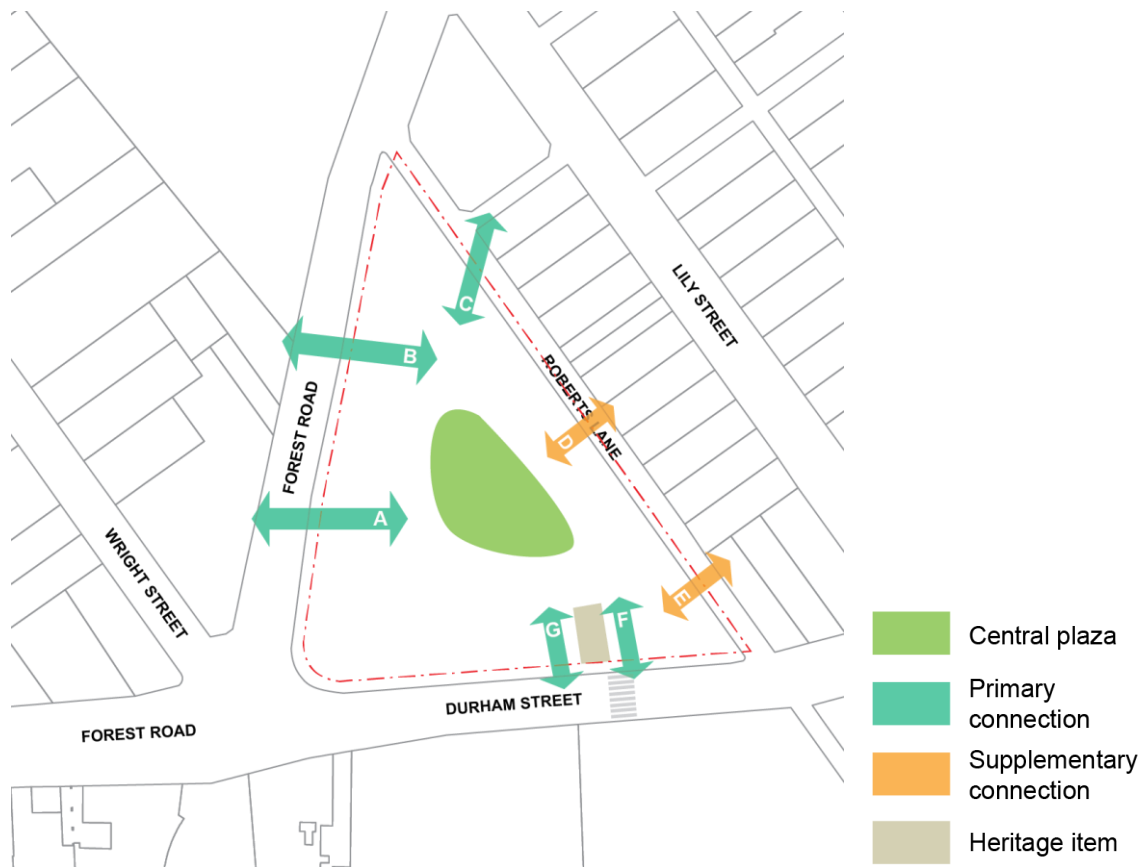 C
B
LILY STREET
ROBERTS LANE
FOREST ROAD
D
A
WRIGHT STREET
E
G
F
DURHAM STREET
FOREST ROAD
Central plaza
Primary
connection
Supplementary
connection
Heritage item